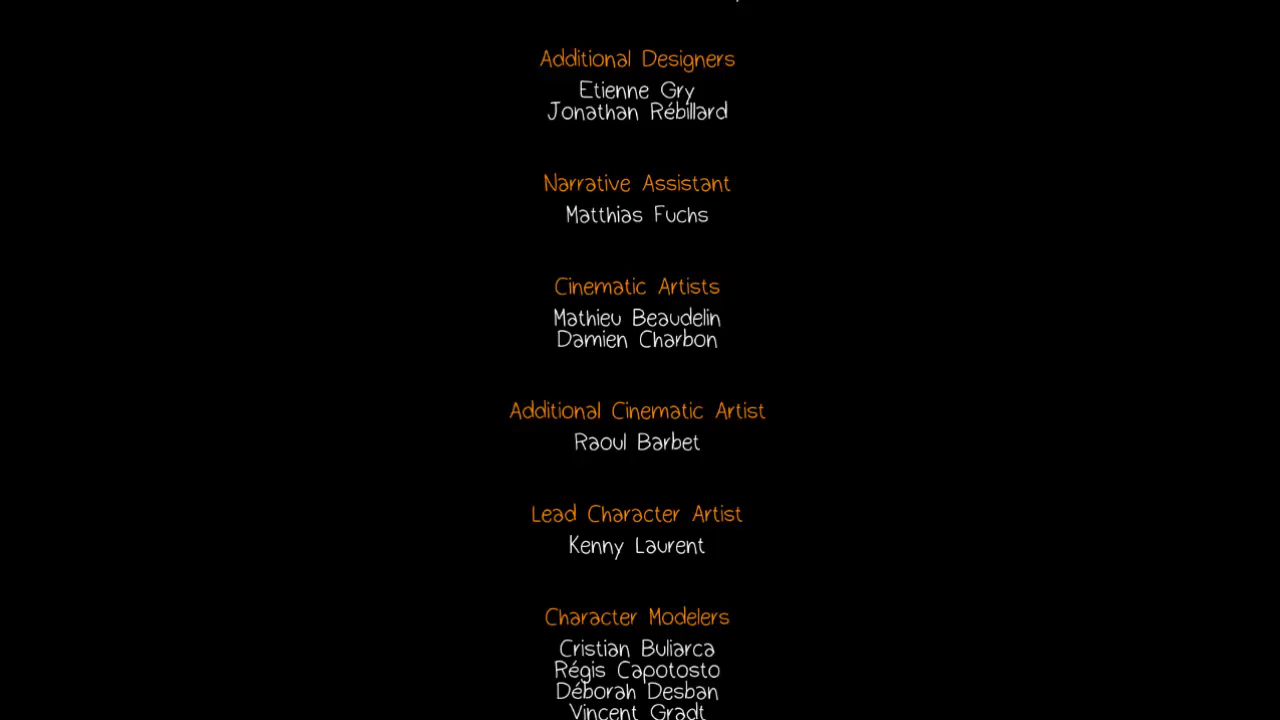 Additional Designers
Etienne Gry
Jonathan Rébillard
Narrative Assistant
Matthias Fuchs
Cinematic Artists
Mathieu Beaudelin
Damien Charbon
Additional Cinematic Artist
Raoul Barbet
Lead Character Artist
Kenny Laurent
Character Modelers
Cristian Buliarca
Régis Capotosto
Déborah Desban
Vincent Gradt